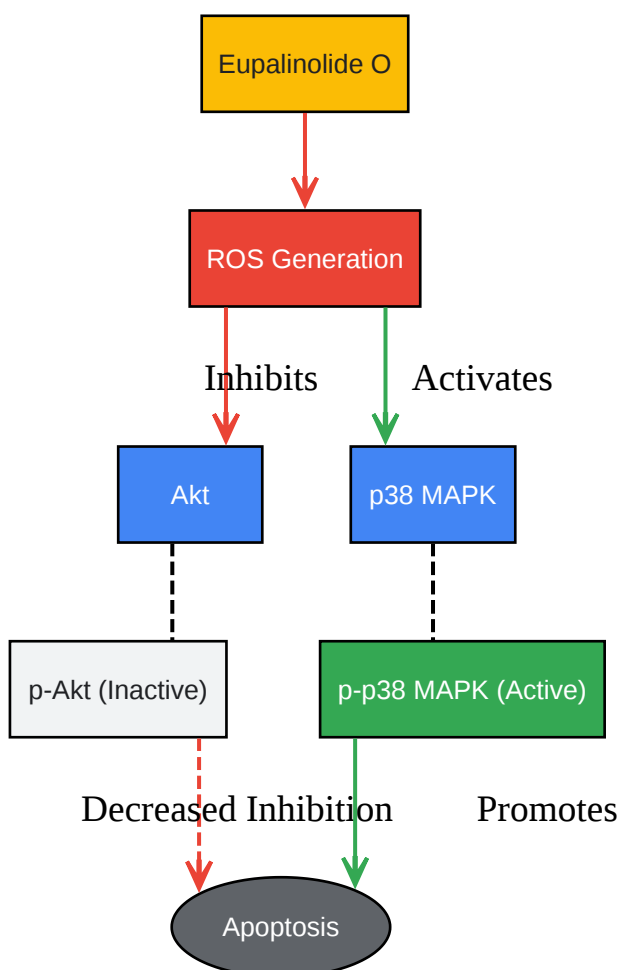 Eupalinolide O
ROS Generation
Inhibits
Activates
Akt
p38 MAPK
p-Akt (Inactive)
p-p38 MAPK (Active)
Decreased Inhibition
Promotes
Apoptosis